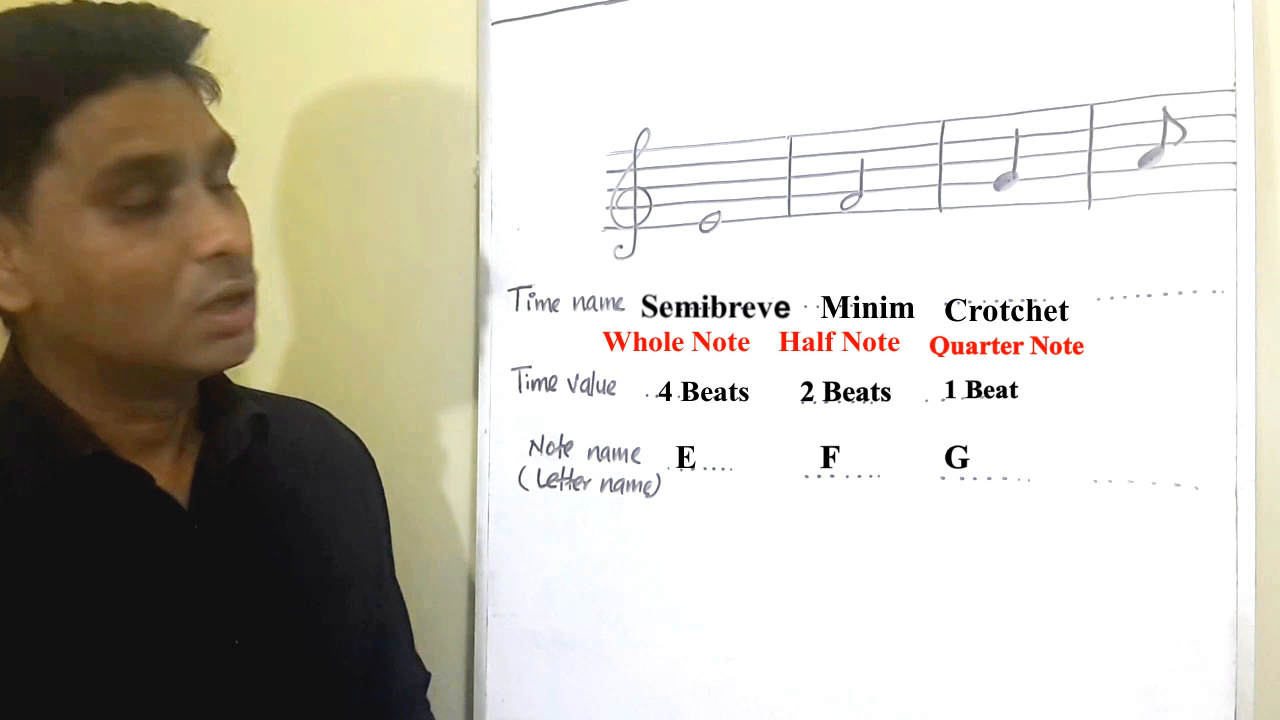 Time name Semibreve Minim Crotchet
Whole Note Half Note Quarter Note
Time value 4 Beats 2 Beats 1 Beat
Note name E F G
(Letter name)